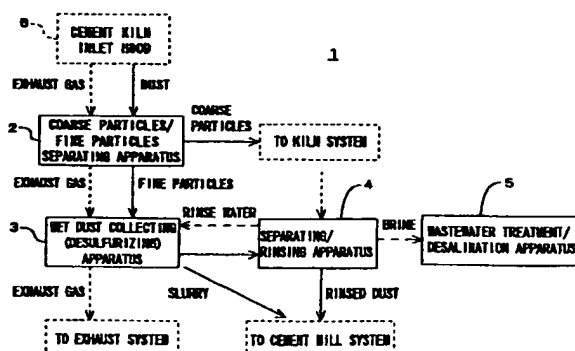 6
CEMENT KILN
INLET HOOD
1
EXHAUST GAS
DUST
2
COARSE PARTICLES/
FINE PARTICLES
SEPARATING APPARATUS
COARSE
PARTICLES
TO KILN SYSTEM
EXHAUST GAS
FINE PARTICLES
3
WET DUST COLLECTING
(DESULFURIZING)
APPARATUS
RINSE WATER
4
SEPARATING/
RINSING APPARATUS
BRINE
5
WASTEWATER TREATMENT/
DESALINATION APPARATUS
EXHAUST GAS
SLURRY
RINSED DUST
TO EXHAUST SYSTEM
TO CEMENT MILL SYSTEM